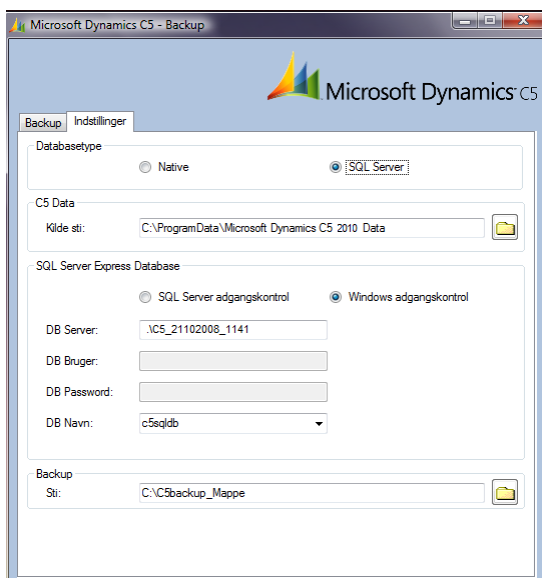 Microsoft Dynamics C5 - Backup
Microsoft Dynamics C5
Backup Indstillinger
Databasetype
Native SQL Server
C5 Data
Kilde sti: C:\ProgramData\Microsoft Dynamics C5 2010 Data
SQL Server Express Database
SQL Server adgangskontrol Windows adgangskontrol
DB Server: .\C5_21102008_1141
DB Bruger:
DB Password:
DB Navn: c5sqldb
Backup
Sti: C:\C5backup_Mappe